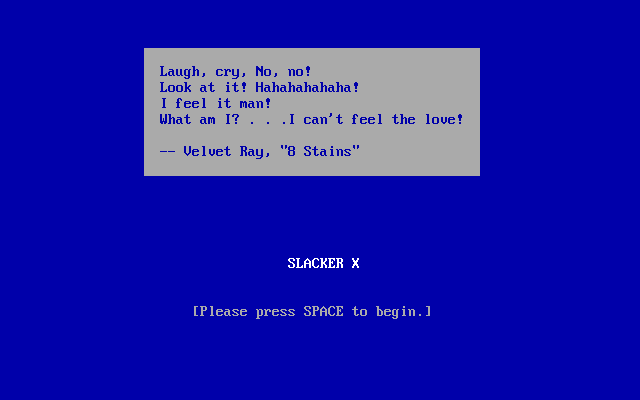 Laugh, cry, No, no!
Look at it! Hahahahahaha!
I feel it man!
What am I? . . .I can't feel the love!
-- Velvet Ray, "8 Stains"
SLACKER X
[Please press SPACE to begin.]